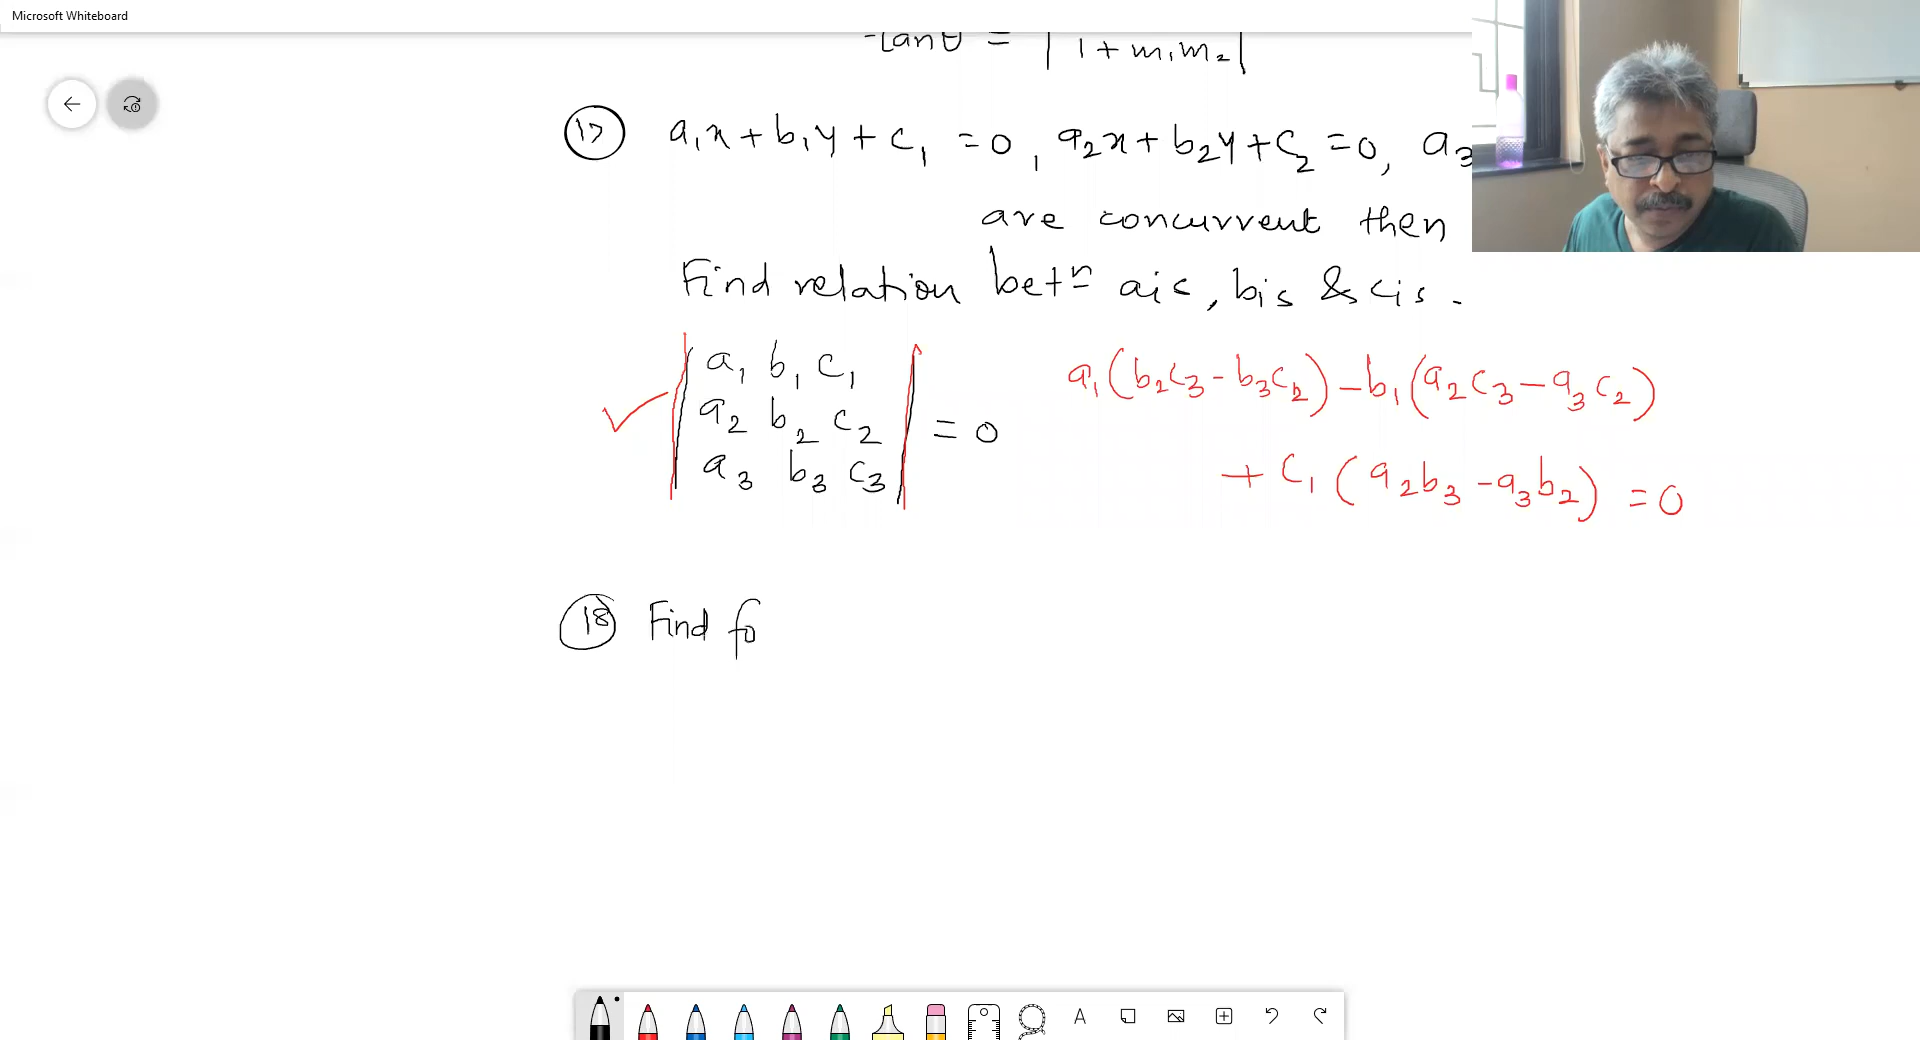 Microsoft Whiteboard
tanθ = | 1 + m₁m₂ |
17 a₁x + b₁y + c₁ = 0, a₂x + b₂y + c₂ = 0, a₃
are concurrent then
Find relation betⁿ aᵢs, bᵢs & cᵢs.
| a₁ b₁ c₁ |
| a₂ b₂ c₂ | = 0
| a₃ b₃ c₃ |
a₁(b₂c₃ - b₃c₂) - b₁(a₂c₃ - a₃c₂)
+ c₁(a₂b₃ - a₃b₂) = 0
18 Find fo
A